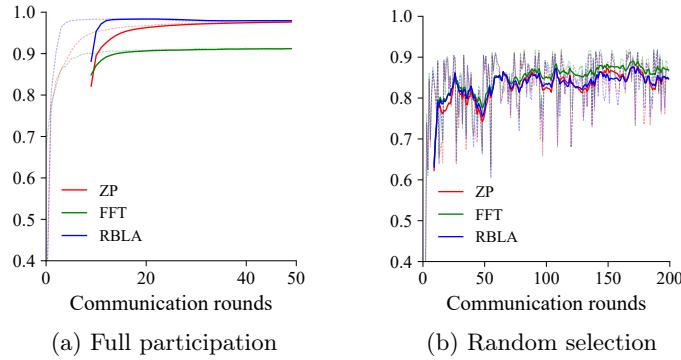 1.0
0.9
0.8
0.7
0.6
0.5
0.4
ZP
FFT
RBLA
0 20 40 50
Communication rounds
(a) Full participation
1.0
0.9
0.8
0.7
0.6
0.5
0.4
ZP
FFT
RBLA
0 50 100 150 200
Communication rounds
(b) Random selection